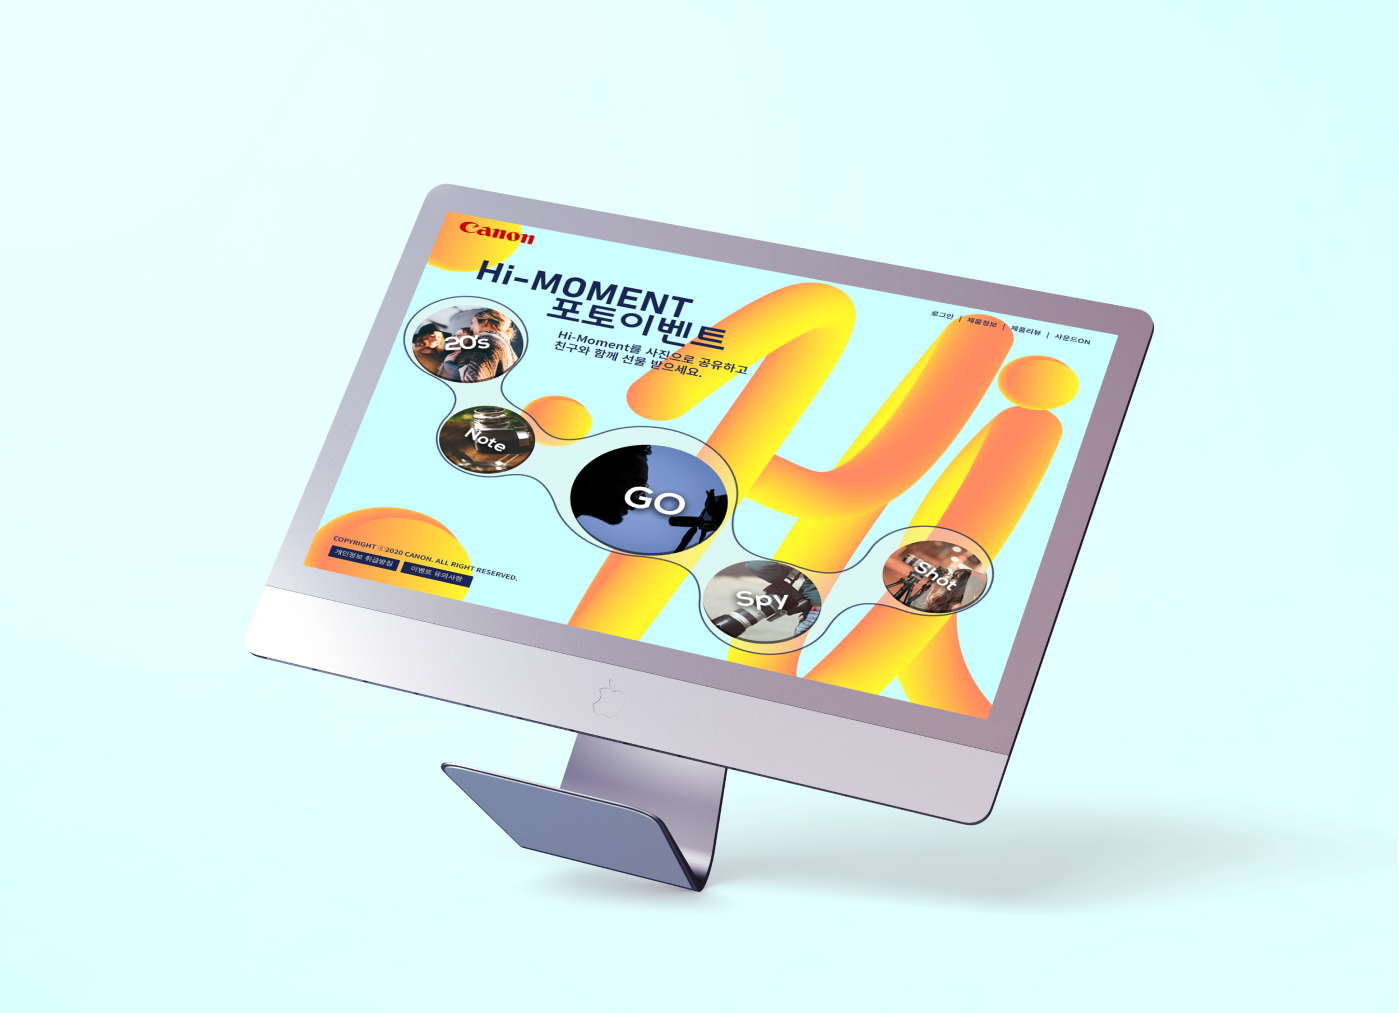 Canon
Hi-MOMENT
포토이벤트
Hi-Moment를 사진으로 공유하고
친구와 함께 선물 받으세요.
로그인 | 제품정보 | 제품리뷰 | 사운드ON
20s
Note
GO
Spy
Shot
COPYRIGHT ⓒ2020 CANON. ALL RIGHT RESERVED.
개인정보 취급방침 이벤트 유의사항